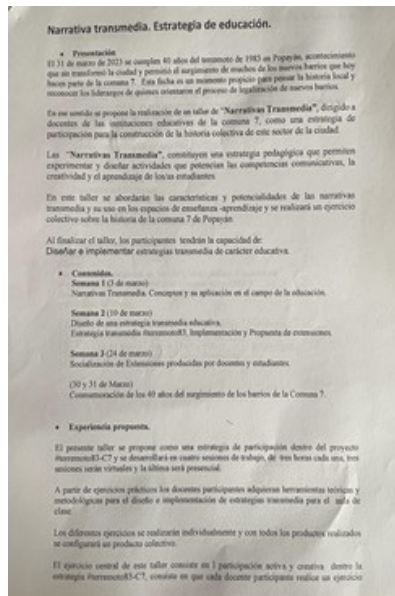 Narrativa transmedia. Estrategia de educación.
• Presentación
El 31 de marzo de 2023 se cumplen 40 años del terremoto de 1983 en Popayán, acontecimiento
que sin transformó la ciudad y permitió el surgimiento de muchos de los nuevos barrios que hoy
hacen parte de la comuna 7. Esta fecha es un momento propicio para pensar la historia local y
reconocer los liderazgos de quienes orientaron el proceso de legalización de nuevos barrios.
En ese sentido se propone la realización de un taller de "Narrativas Transmedia", dirigido a
docentes de las instituciones educativas de la comuna 7, como una estrategia de
participación para la construcción de la historia colectiva de este sector de la ciudad.
Las "Narrativas Transmedia", constituyen una estrategia pedagógica que permiten
experimentar y diseñar actividades que potencian las competencias comunicativas, la
creatividad y el aprendizaje de los/as estudiantes.
En este taller se abordarán las características y potencialidades de las narrativas
transmedia y su uso en los espacios de enseñanza -aprendizaje y se realizará un ejercicio
colectivo sobre la historia de la comuna 7 de Popayán.
Al finalizar el taller, los participantes tendrán la capacidad de:
Diseñar e implementar estrategias transmedia de carácter educativa.
• Contenidos.
Semana 1 (3 de marzo)
Narrativas Transmedia. Conceptos y su aplicación en el campo de la educación.
Semana 2 (10 de marzo)
Diseño de una estrategia transmedia educativa.
Estrategia transmedia #terremoto83, Implementación y Propuesta de extensiones.
Semana 3 (24 de marzo)
Socialización de Extensiones producidas por docentes y estudiantes.
(30 y 31 de Marzo)
Conmemoración de los 40 años del surgimiento de los barrios de la Comuna 7.
• Experiencia propuesta.
El presente taller se propone como una estrategia de participación dentro del proyecto
#terremoto83-C7 y se desarrollará en cuatro sesiones de trabajo, de tres horas cada una, tres
sesiones serán virtuales y la última será presencial.
A partir de ejercicios prácticos los docentes participantes adquieran herramientas teóricas y
metodológicas para el diseño e implementación de estrategias transmedia para el aula de
clase.
Los diferentes ejercicios se realizarán individualmente y con todos los productos realizados
se configurará un producto colectivo.
El ejercicio central de este taller consiste en l participación activa y creativa dentro la
estrategia #terremoto83-C7, consiste en que cada docente participante realice un ejercicio